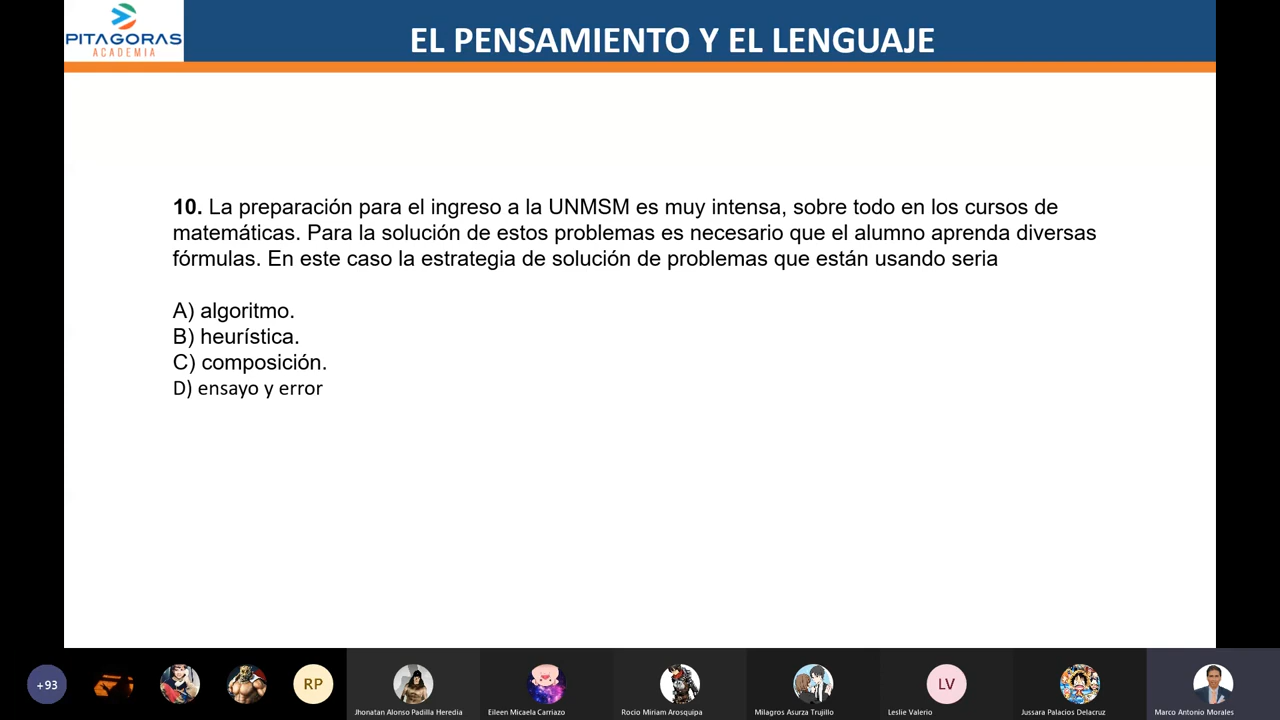 PITAGORAS
ACADEMIA
EL PENSAMIENTO Y EL LENGUAJE
10. La preparación para el ingreso a la UNMSM es muy intensa, sobre todo en los cursos de
matemáticas. Para la solución de estos problemas es necesario que el alumno aprenda diversas
fórmulas. En este caso la estrategia de solución de problemas que están usando seria
A) algoritmo.
B) heurística.
C) composición.
D) ensayo y error
+93
RP
LV
Jhonatan Alonso Padilla Heredia
Eileen Micaela Carriazo
Rocio Miriam Arosquipa
Milagros Asurza Trujillo
Leslie Valerio
Jussara Palacios Delacruz
Marco Antonio Morales